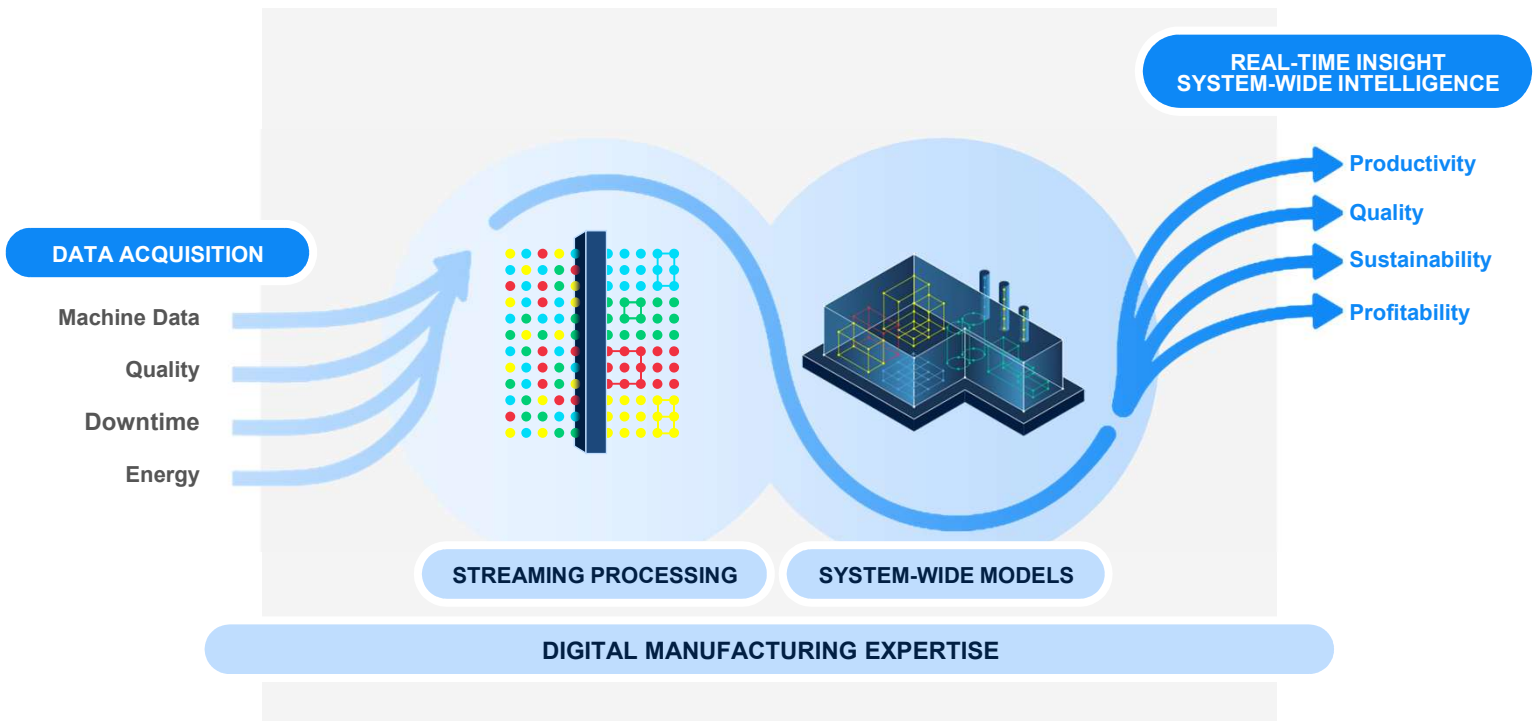 DATA ACQUISITION
Machine Data
Quality
Downtime
Energy
STREAMING PROCESSING
SYSTEM-WIDE MODELS
DIGITAL MANUFACTURING EXPERTISE
REAL-TIME INSIGHT
SYSTEM-WIDE INTELLIGENCE
Productivity
Quality
Sustainability
Profitability